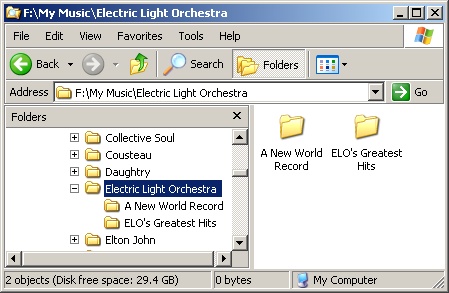 F:\My Music\Electric Light Orchestra
File Edit View Favorites Tools Help
Back Search Folders
Address F:\My Music\Electric Light Orchestra Go
Folders
Collective Soul
Cousteau
Daughtry
Electric Light Orchestra
A New World Record
ELO's Greatest Hits
Elton John
A New World
Record
ELO's Greatest
Hits
2 objects (Disk free space: 29.4 GB) 0 bytes My Computer